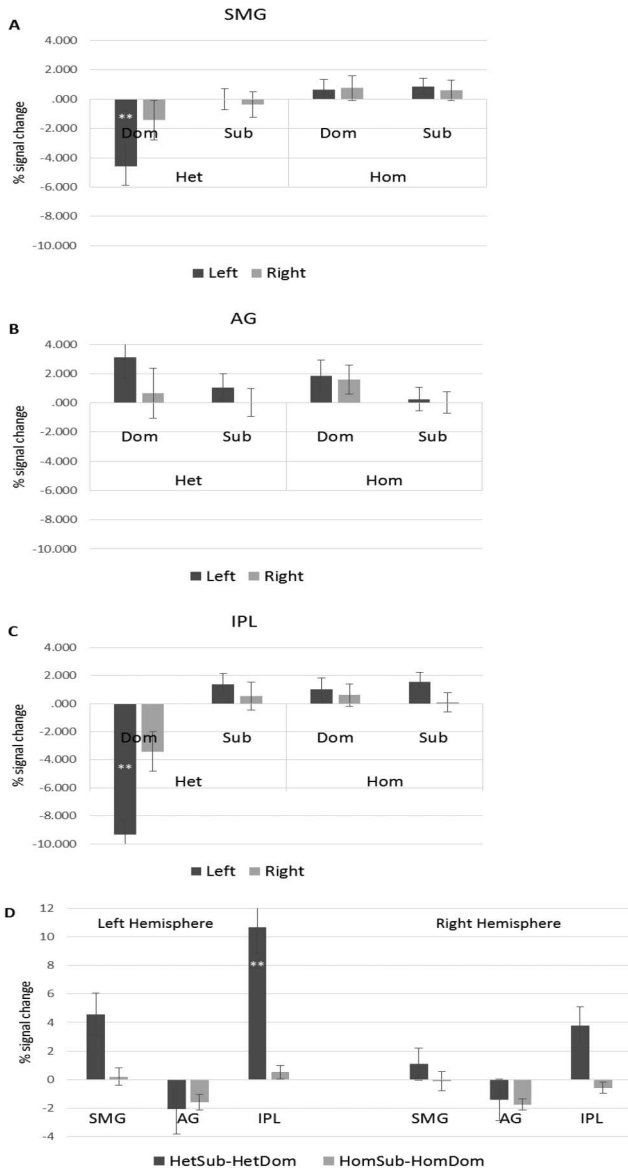 A
SMG
4.000
2.000
.000
-2.000
-4.000
-6.000
-8.000
-10.000
% signal change
**
Dom Sub Dom Sub
Het Hom
Left Right
B
AG
4.000
2.000
.000
-2.000
-4.000
-6.000
-8.000
-10.000
% signal change
Dom Sub Dom Sub
Het Hom
Left Right
C
IPL
4.000
2.000
.000
-2.000
-4.000
-6.000
-8.000
-10.000
% signal change
Dom Sub Dom Sub
**
Het Hom
Left Right
D
12
10
8
6
4
2
0
-2
-4
% signal change
Left Hemisphere Right Hemisphere
**
SMG AG IPL SMG AG IPL
HetSub-HetDom HomSub-HomDom